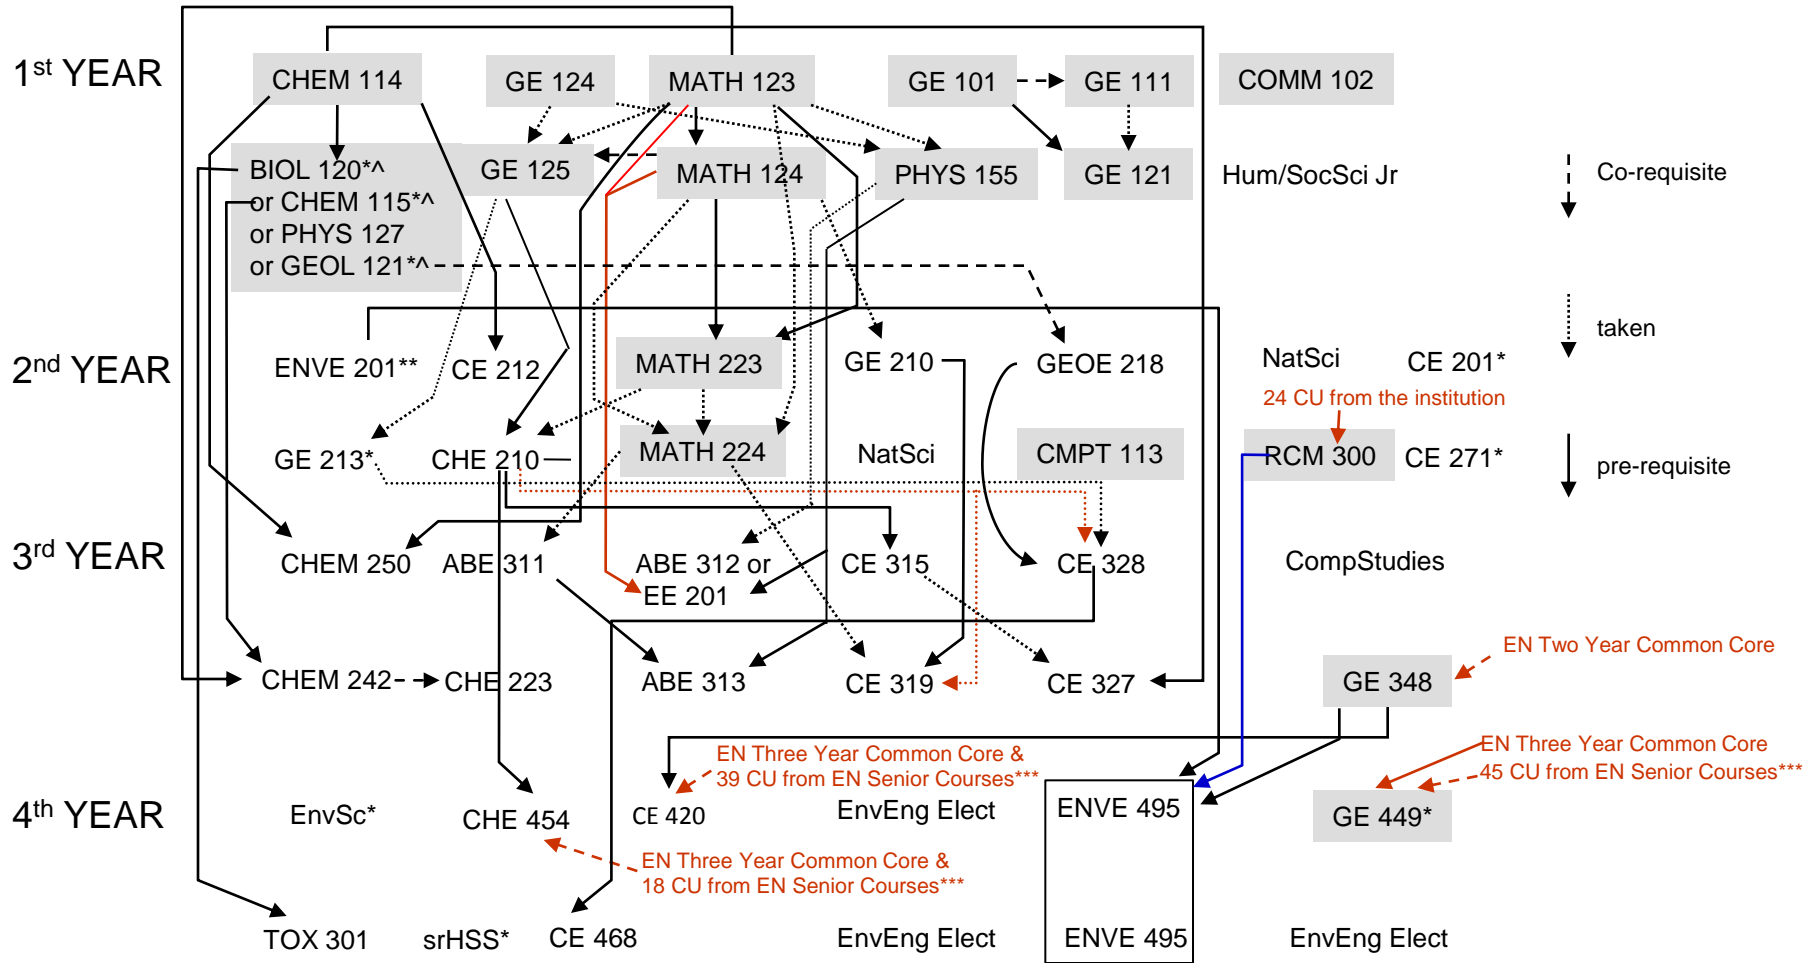 1st YEAR
CHEM 114
GE 124
MATH 123
GE 101
GE 111
COMM 102
BIOL 120*^
or CHEM 115*^
or PHYS 127
or GEOL 121*^
GE 125
MATH 124
PHYS 155
GE 121
Hum/SocSci Jr
Co-requisite
taken
pre-requisite
2nd YEAR
ENVE 201**
CE 212
MATH 223
GE 210
GEOE 218
NatSci
CE 201*
24 CU from the institution
GE 213*
CHE 210
MATH 224
NatSci
CMPT 113
RCM 300
CE 271*
3rd YEAR
CHEM 250
ABE 311
ABE 312 or
EE 201
CE 315
CE 328
CompStudies
EN Two Year Common Core
CHEM 242
CHE 223
ABE 313
CE 319
CE 327
GE 348
EN Three Year Common Core &
39 CU from EN Senior Courses***
EN Three Year Common Core
45 CU from EN Senior Courses***
4th YEAR
EnvSc*
CHE 454
CE 420
EnvEng Elect
ENVE 495
GE 449*
EN Three Year Common Core &
18 CU from EN Senior Courses***
TOX 301
srHSS*
CE 468
EnvEng Elect
ENVE 495
EnvEng Elect